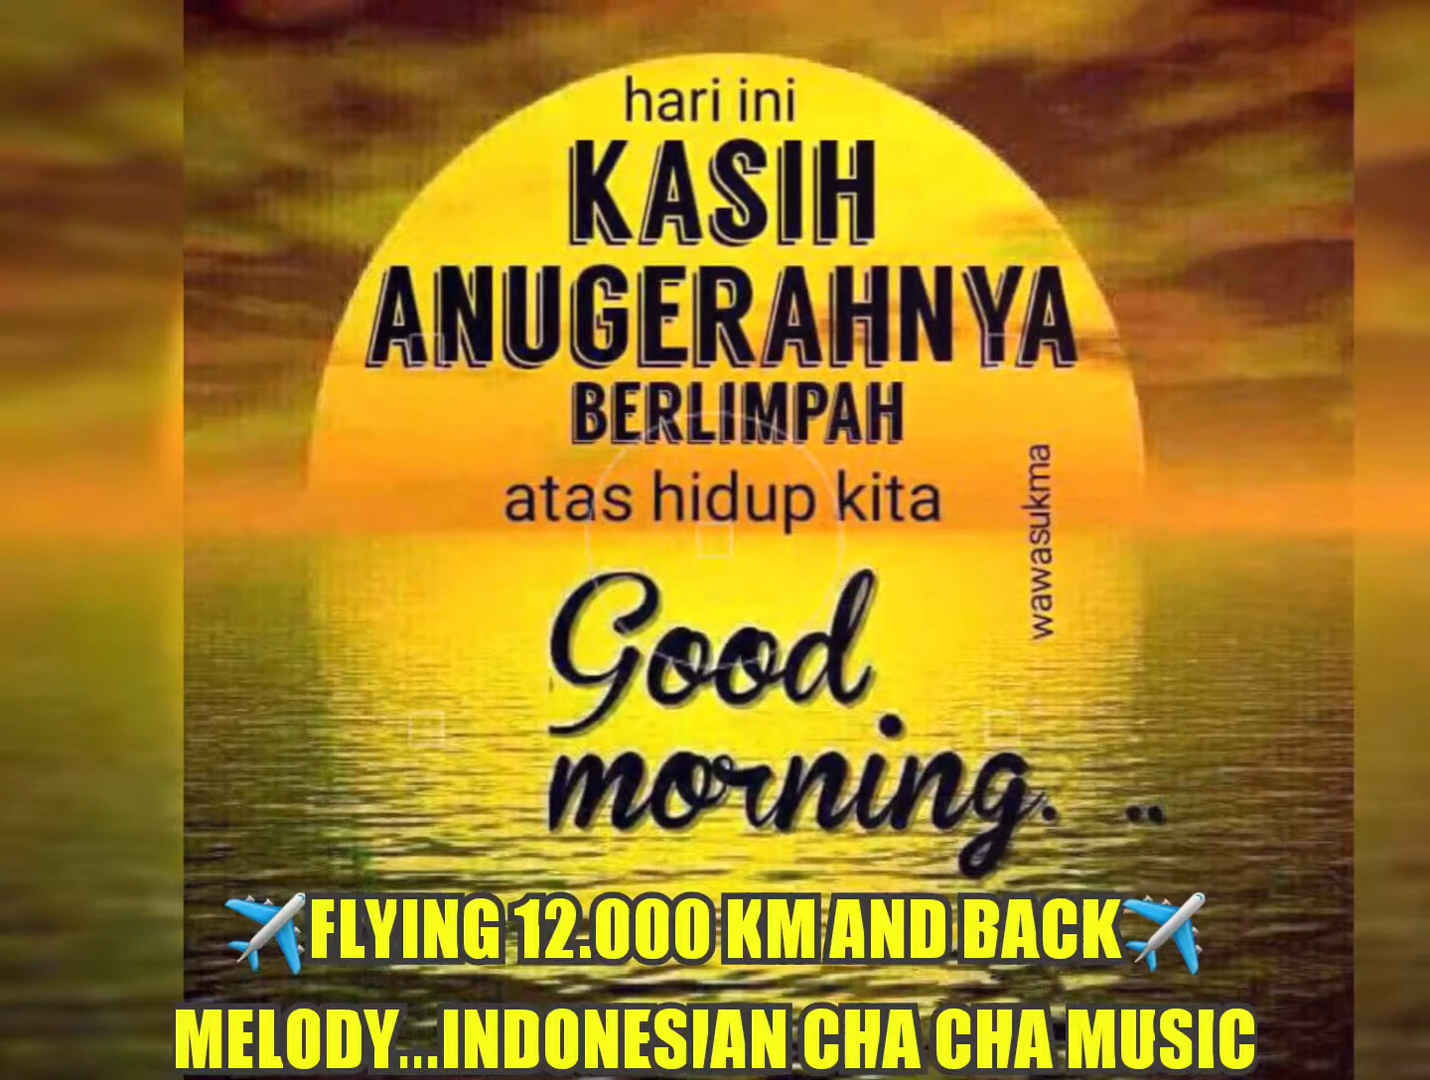 hari ini
KASIH
ANUGERAHNYA
BERLIMPAH
atas hidup kita
wawasukma
Good
morning. ..
✈️FLYING 12.000 KM AND BACK✈️
MELODY...INDONESIAN CHA CHA MUSIC